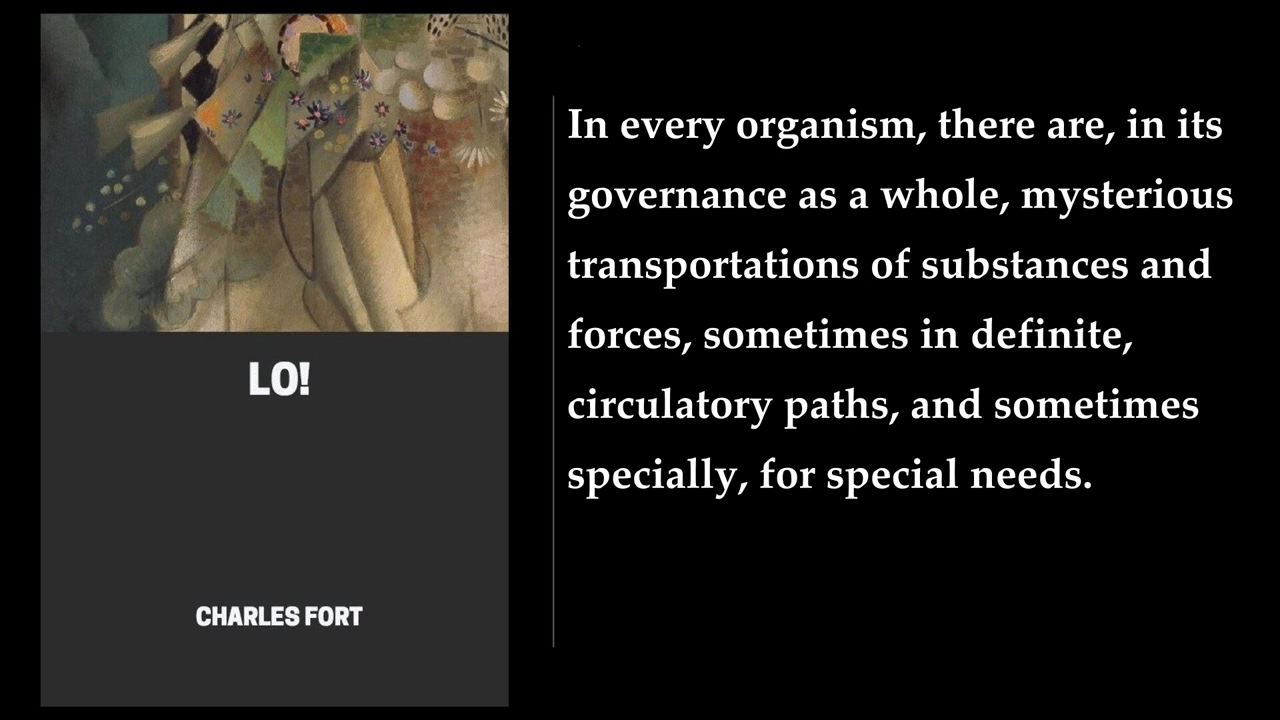 LO!
CHARLES FORT
In every organism, there are, in its
governance as a whole, mysterious
transportations of substances and
forces, sometimes in definite,
circulatory paths, and sometimes
specially, for special needs.